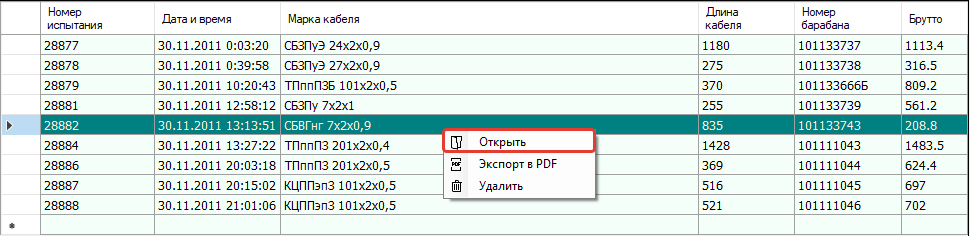 Номер испытания Дата и время Марка кабеля Длина кабеля Номер барабана Брутто
28877 30.11.2011 0:03:20 СБЗПуЭ 24x2x0,9 1180 101133737 1113.4
28878 30.11.2011 0:39:58 СБЗПуЭ 27x2x0,9 275 101133738 316.5
28879 30.11.2011 10:20:43 ТПппПЗБ 101x2x0,5 370 101133666Б 809.2
28881 30.11.2011 12:58:12 СБЗПу 7x2x1 255 101133739 561.2
28882 30.11.2011 13:13:51 СБВГнг 7x2x0,9 835 101133743 208.8
28884 30.11.2011 13:27:22 ТПппПЗ 201x2x0,4 1428 101111043 1483.5
28886 30.11.2011 20:03:18 ТПппПЗ 201x2x0,5 369 101111044 624.4
28887 30.11.2011 20:15:02 КЦППэпЗ 101x2x0,5 516 101111045 697
28888 30.11.2011 21:01:06 КЦППэпЗ 101x2x0,5 521 101111046 702
Открыть
PDF Экспорт в PDF
Удалить